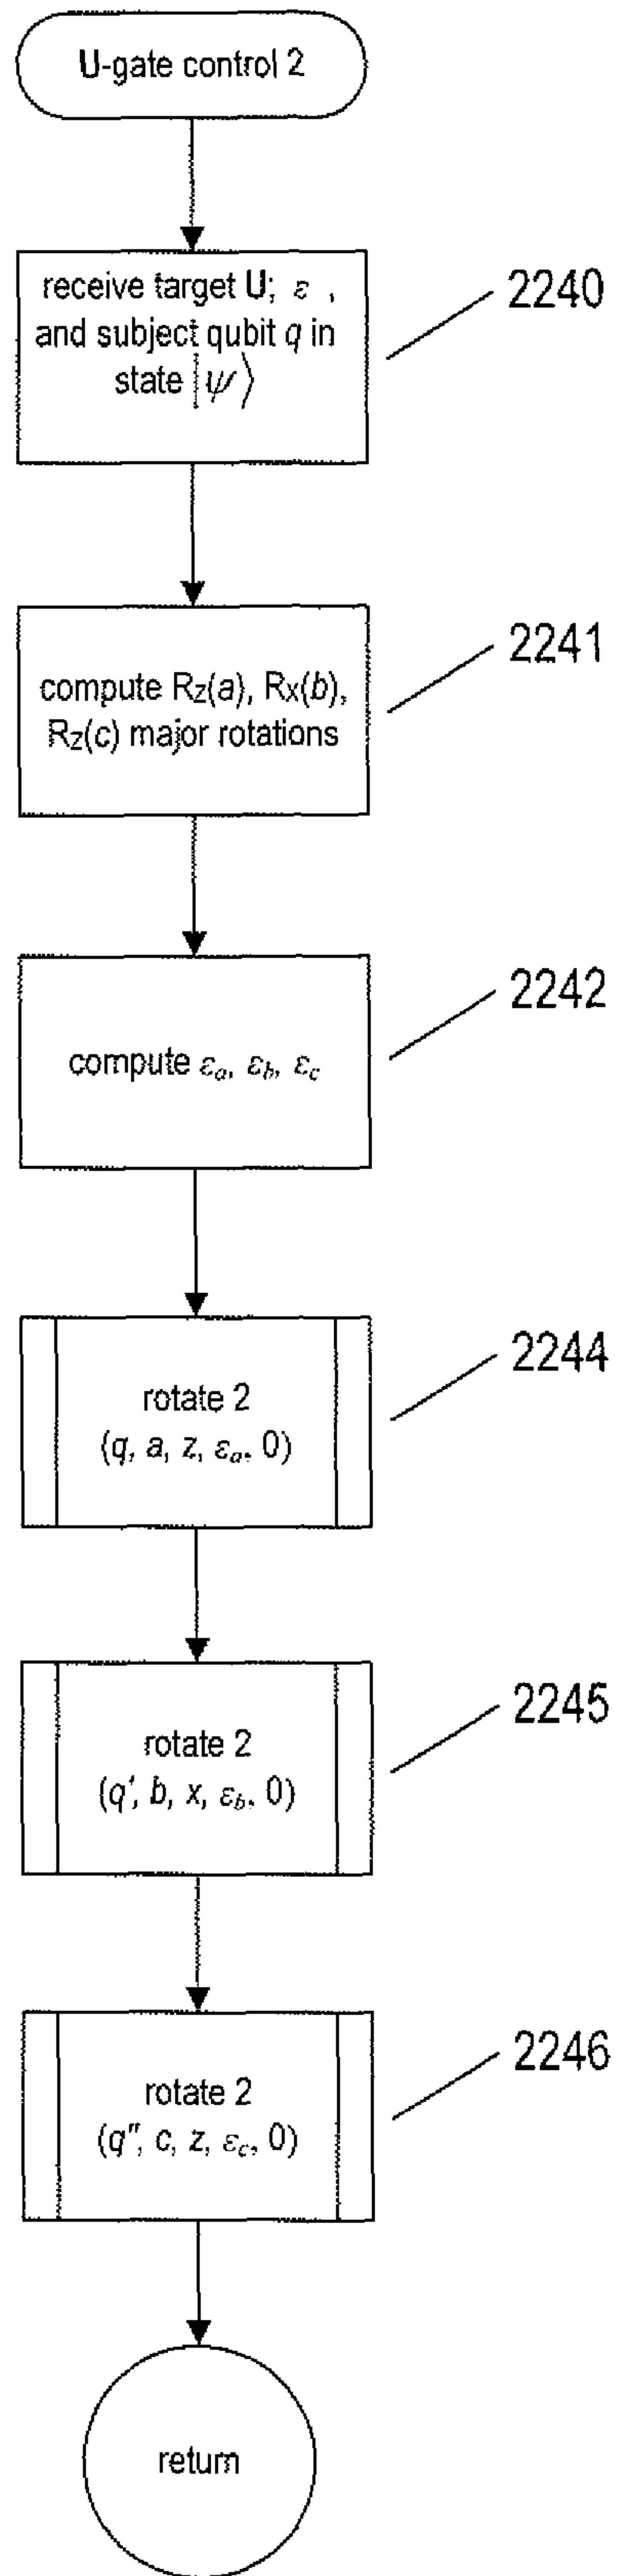 U-gate control 2
receive target U; ε ,
and subject qubit q in
state |ψ⟩
2240
compute Rz(a), Rx(b),
Rz(c) major rotations
2241
compute εa, εb, εc
2242
rotate 2
(q, a, z, εa, 0)
2244
rotate 2
(q', b, x, εb, 0)
2245
rotate 2
(q", c, z, εc, 0)
2246
return